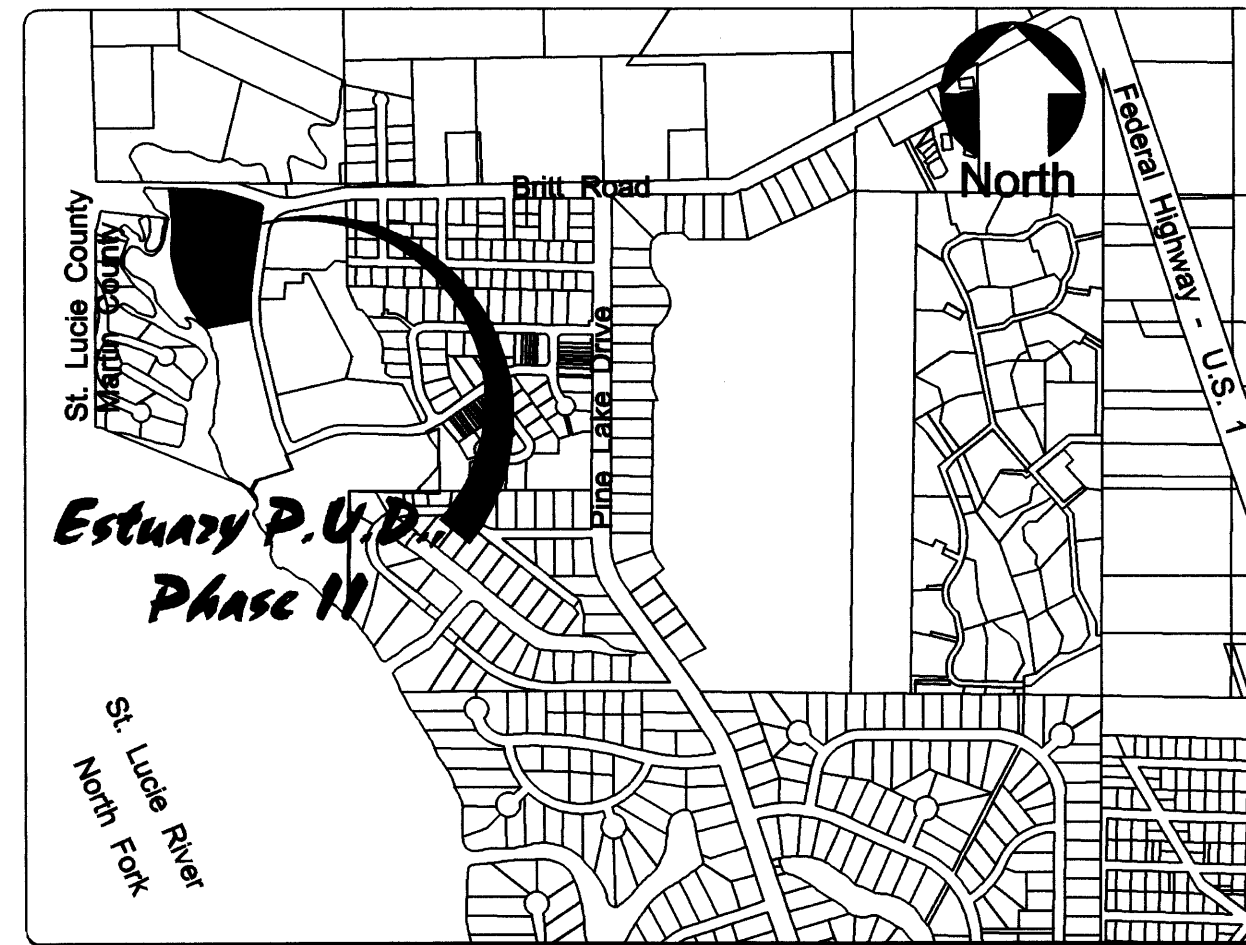 Britt Road
North
Federal Highway - U.S. 1
St. Lucie County
Martin County
Pine Lake Drive
Estuary P.U.D.,
Phase II
St. Lucie River
North Fork